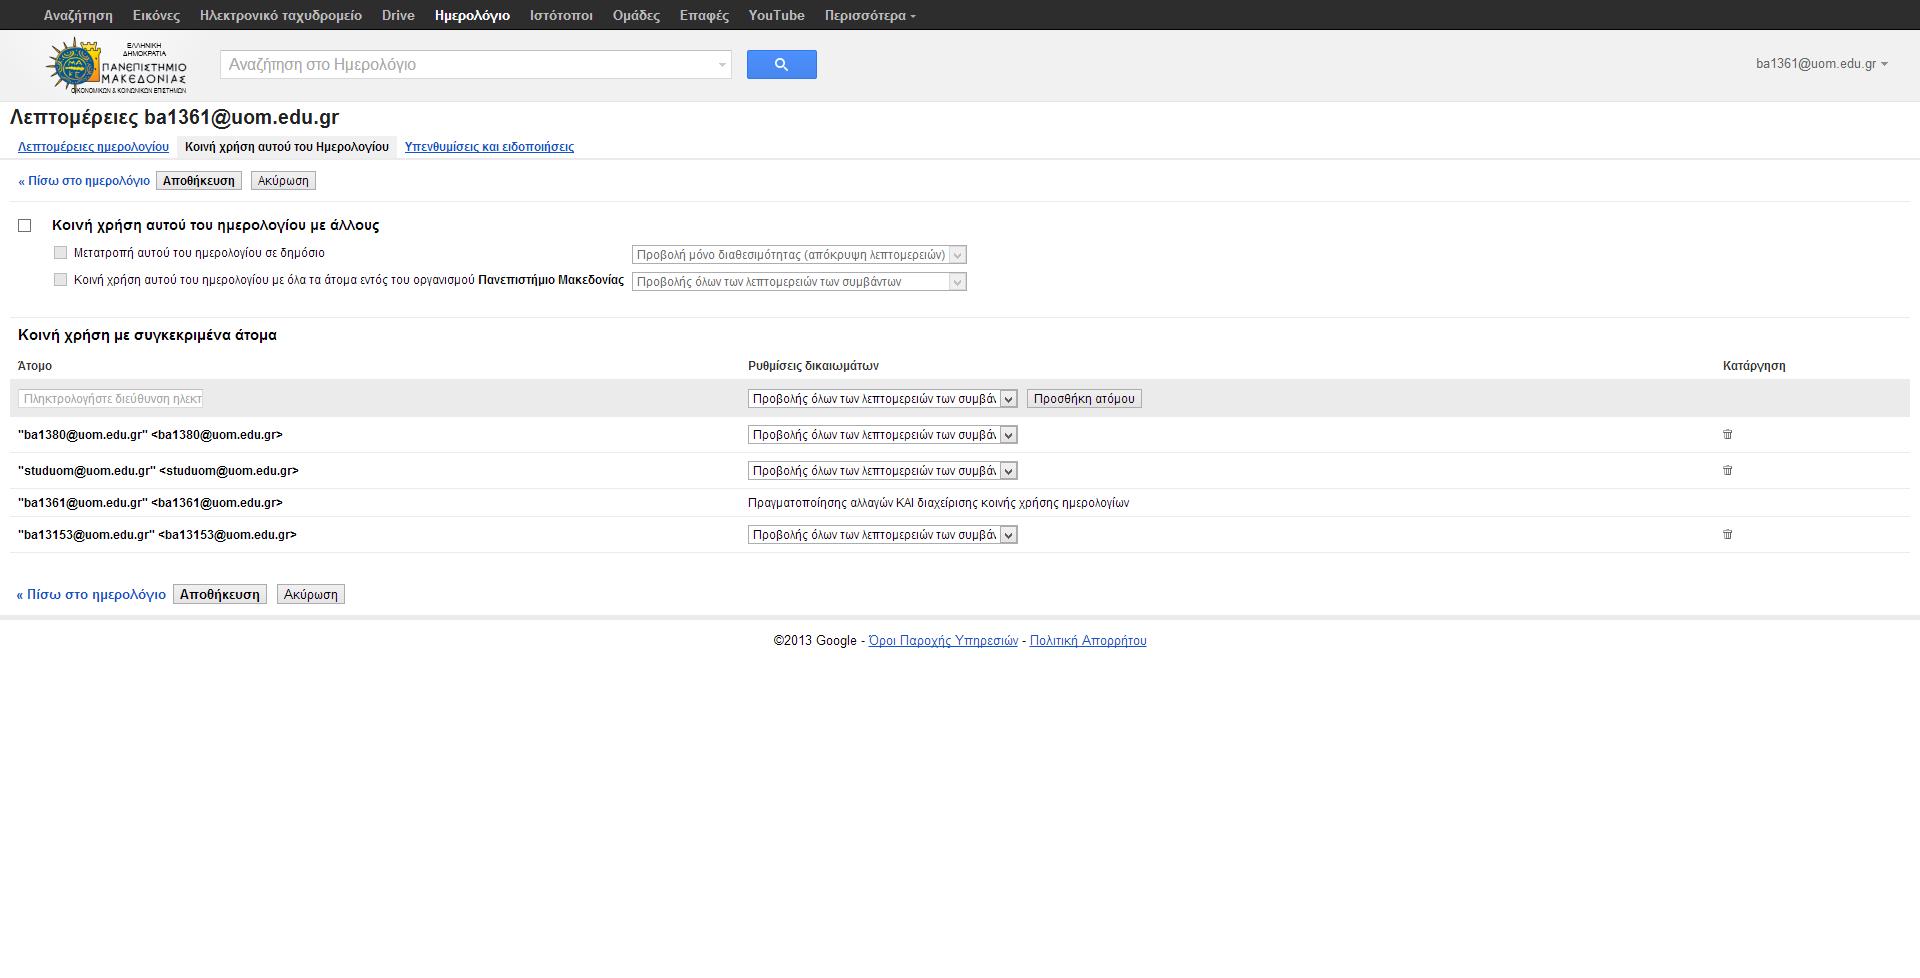 Αναζήτηση Εικόνες Ηλεκτρονικό ταχυδρομείο Drive Ημερολόγιο Ιστότοποι Ομάδες Επαφές YouTube Περισσότερα
ΕΛΛΗΝΙΚΗ
ΔΗΜΟΚΡΑΤΙΑ
ΠΑΝΕΠΙΣΤΗΜΙΟ
ΜΑΚΕΔΟΝΙΑΣ
ΟΙΚΟΝΟΜΙΚΩΝ & ΚΟΙΝΩΝΙΚΩΝ ΕΠΙΣΤΗΜΩΝ
Αναζήτηση στο Ημερολόγιο
ba1361@uom.edu.gr
Λεπτομέρειες ba1361@uom.edu.gr
Λεπτομέρειες ημερολογίου Κοινή χρήση αυτού του Ημερολογίου Υπενθυμίσεις και ειδοποιήσεις
« Πίσω στο ημερολόγιο Αποθήκευση Ακύρωση
Κοινή χρήση αυτού του ημερολογίου με άλλους
Μετατροπή αυτού του ημερολογίου σε δημόσιο Προβολή μόνο διαθεσιμότητας (απόκρυψη λεπτομερειών)
Κοινή χρήση αυτού του ημερολογίου με όλα τα άτομα εντός του οργανισμού Πανεπιστήμιο Μακεδονίας Προβολής όλων των λεπτομερειών των συμβάντων
Κοινή χρήση με συγκεκριμένα άτομα
Άτομο Ρυθμίσεις δικαιωμάτων Κατάργηση
Πληκτρολογήστε διεύθυνση ηλεκτ Προβολής όλων των λεπτομερειών των συμβάν Προσθήκη ατόμου
"ba1380@uom.edu.gr" <ba1380@uom.edu.gr> Προβολής όλων των λεπτομερειών των συμβάν
"studuom@uom.edu.gr" <studuom@uom.edu.gr> Προβολής όλων των λεπτομερειών των συμβάν
"ba1361@uom.edu.gr" <ba1361@uom.edu.gr> Πραγματοποίησης αλλαγών ΚΑΙ διαχείρισης κοινής χρήσης ημερολογίων
"ba13153@uom.edu.gr" <ba13153@uom.edu.gr> Προβολής όλων των λεπτομερειών των συμβάν
« Πίσω στο ημερολόγιο Αποθήκευση Ακύρωση
©2013 Google - Όροι Παροχής Υπηρεσιών - Πολιτική Απορρήτου